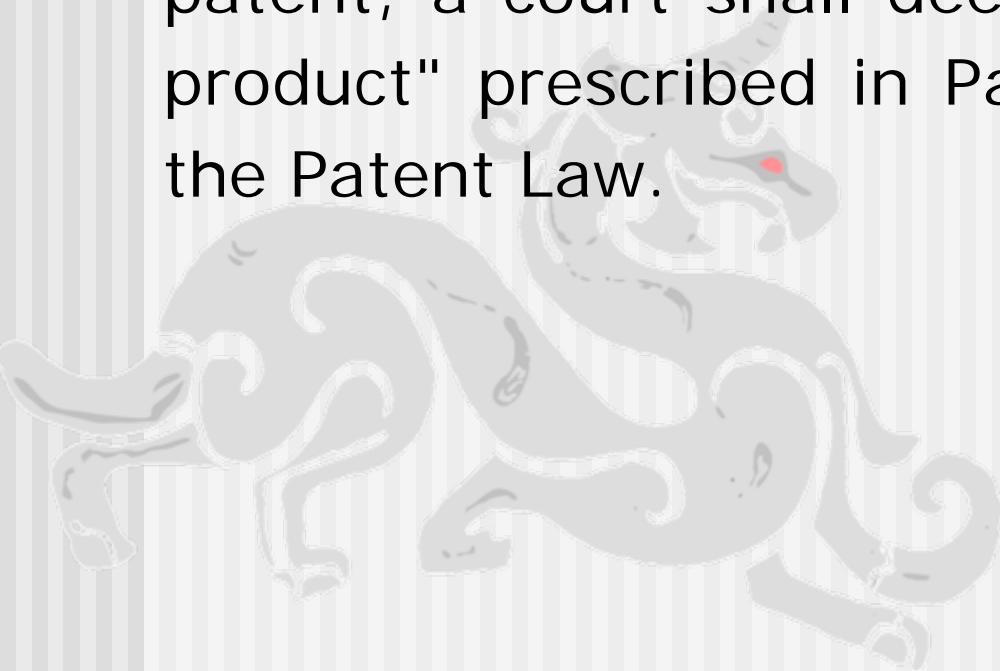 patent, a court shall
product" prescribed in
the Patent Law.